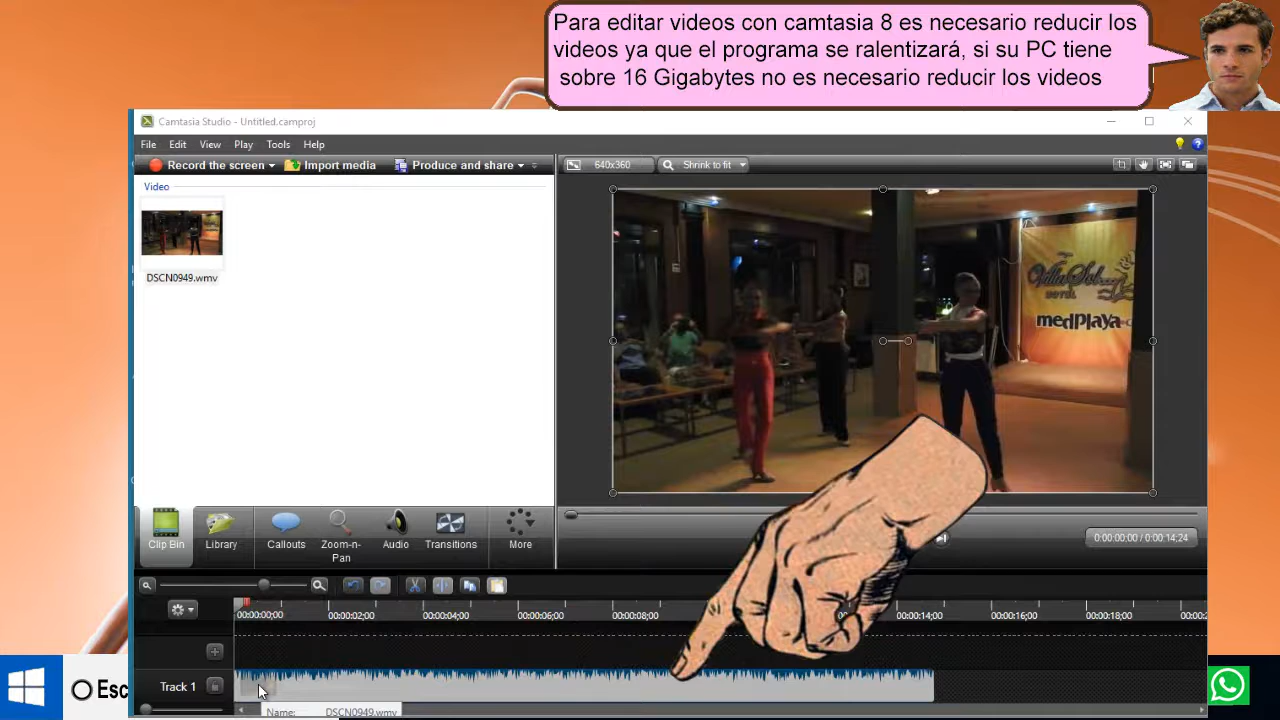 Para editar videos con camtasia 8 es necesario reducir los
videos ya que el programa se ralentizará, si su PC tiene
sobre 16 Gigabytes no es necesario reducir los videos
Camtasia Studio - Untitled.camproj
File Edit View Play Tools Help
Record the screen Import media Produce and share
640x360 Shrink to fit
Video
DSCN0949.wmv
HOTEL
medplaya
Clip Bin Library Callouts Zoom-n-Pan Audio Transitions More
0:00:00;00 / 0:00:14;24
00:00:00;00 00:00:02;00 00:00:04;00 00:00:06;00 00:00:08;00 00:00:14;00 00:00:16;00 00:00:18;00
Track 1
Esc
Name: DSCN0949.wmv